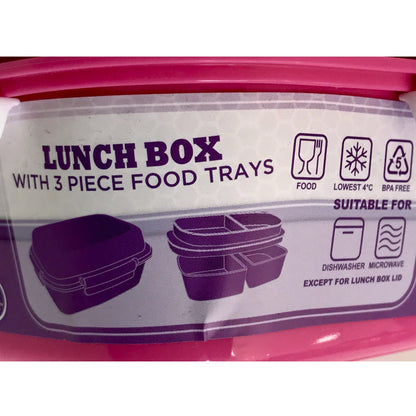 LUNCH BOX
WITH 3 PIECE FOOD TRAYS
FOOD
LOWEST 4°C
5
BPA FREE
SUITABLE FOR
DISHWASHER
MICROWAVE
EXCEPT FOR LUNCH BOX LID